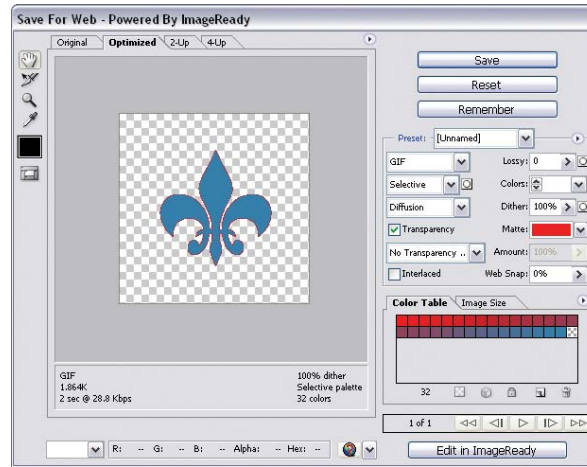 Save For Web - Powered By ImageReady
Original Optimized 2-Up 4-Up
Save
Reset
Remember
Preset: [Unnamed]
GIF Lossy: 0
Selective Colors:
Diffusion Dither: 100%
Transparency Matte:
No Transparency .. Amount: 100%
Interlaced Web Snap: 0%
Color Table Image Size
32
GIF 100% dither
1.864K Selective palette
2 sec @ 28.8 Kbps 32 colors
1 of 1
R: -- G: -- B: -- Alpha: -- Hex: --
Edit in ImageReady